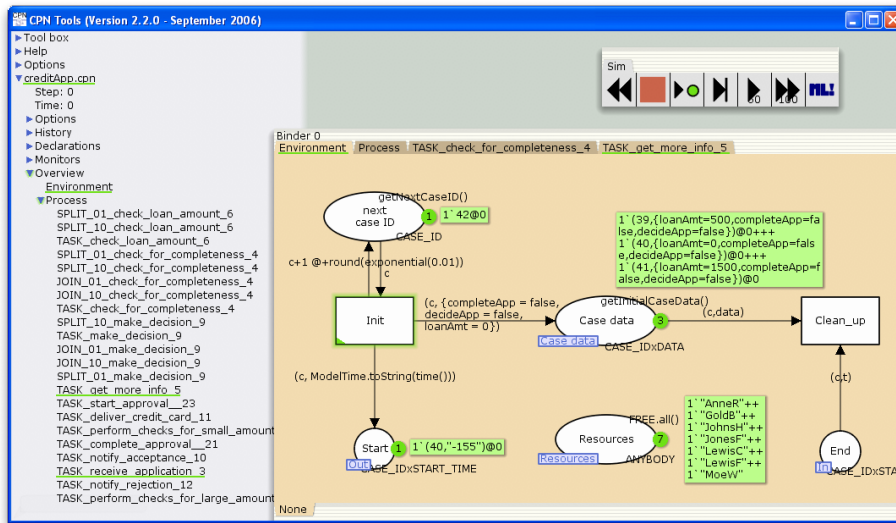 CPN Tools (Version 2.2.0 - September 2006)
Tool box
Help
Options
creditApp.cpn
Step: 0
Time: 0
Options
History
Declarations
Monitors
Overview
Environment
Process
SPLIT_01_check_loan_amount_6
SPLIT_10_check_loan_amount_6
TASK_check_loan_amount_6
SPLIT_01_check_for_completeness_4
SPLIT_10_check_for_completeness_4
JOIN_01_check_for_completeness_4
JOIN_10_check_for_completeness_4
TASK_check_for_completeness_4
SPLIT_10_make_decision_9
TASK_make_decision_9
JOIN_01_make_decision_9
JOIN_10_make_decision_9
SPLIT_01_make_decision_9
TASK_get_more_info_5
TASK_start_approval__23
TASK_deliver_credit_card_11
TASK_perform_checks_for_small_amount
TASK_complete_approval__21
TASK_notify_acceptance_10
TASK_receive_application_3
TASK_notify_rejection_12
TASK_perform_checks_for_large_amount
Sim
50
100
ML!
Binder 0
Environment Process TASK_check_for_completeness_4 TASK_get_more_info_5
getNextCaseID()
next
case ID
1
1`42@0
CASE_ID
c+1 @+round(exponential(0.01))
c
1`(39,{loanAmt=500,completeApp=fa
lse,decideApp=false})@0+++
1`(40,{loanAmt=0,completeApp=fals
e,decideApp=false})@0+++
1`(41,{loanAmt=1500,completeApp=f
alse,decideApp=false})@0
Init
(c, {completeApp = false,
decideApp = false,
loanAmt = 0})
getInitialCaseData()
Case data
3
Case data
CASE_IDxDATA
(c,data)
Clean_up
(c, ModelTime.toString(time()))
(c,t)
Start
1
1`(40,"-155")@0
Out
CASE_IDxSTART_TIME
FREE.all()
Resources
7
Resources
ANYBODY
1`"AnneR"++
1`"GoldB"++
1`"JohnsH"++
1`"JonesF"++
1`"LewisC"++
1`"LewisF"++
1`"MoeW"
End
In
CASE_IDxSTA
None